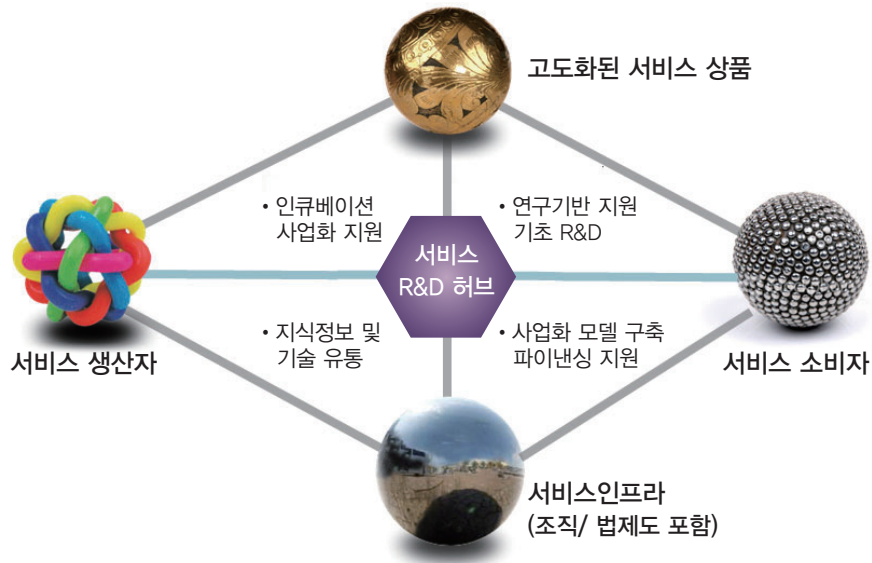 고도화된 서비스 상품
• 인큐베이션
사업화 지원
• 연구기반 지원
기초 R&D
서비스
R&D 허브
서비스 생산자
• 지식정보 및
기술 유통
• 사업화 모델 구축
파이낸싱 지원
서비스 소비자
서비스인프라
(조직/ 법제도 포함)